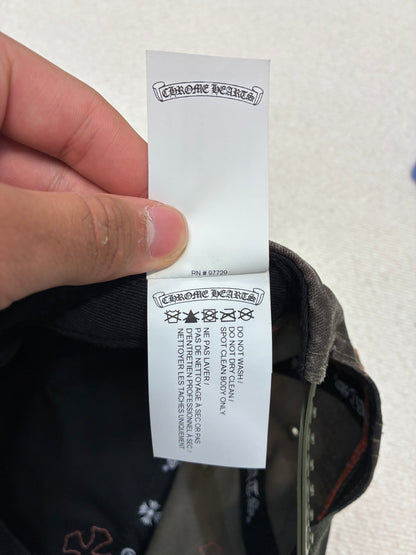 CHROME HEARTS
RN # 97729
CHROME HEARTS
DO NOT WASH /
DO NOT DRY CLEAN /
SPOT CLEAN BODY ONLY
NE PAS LAVER /
PAS DE NETTOYAGE À SEC OR PAS
D'ENTRETIEN PROFESSIONNEL À SEC /
NETTOYER LES TACHES UNIQUEMENT